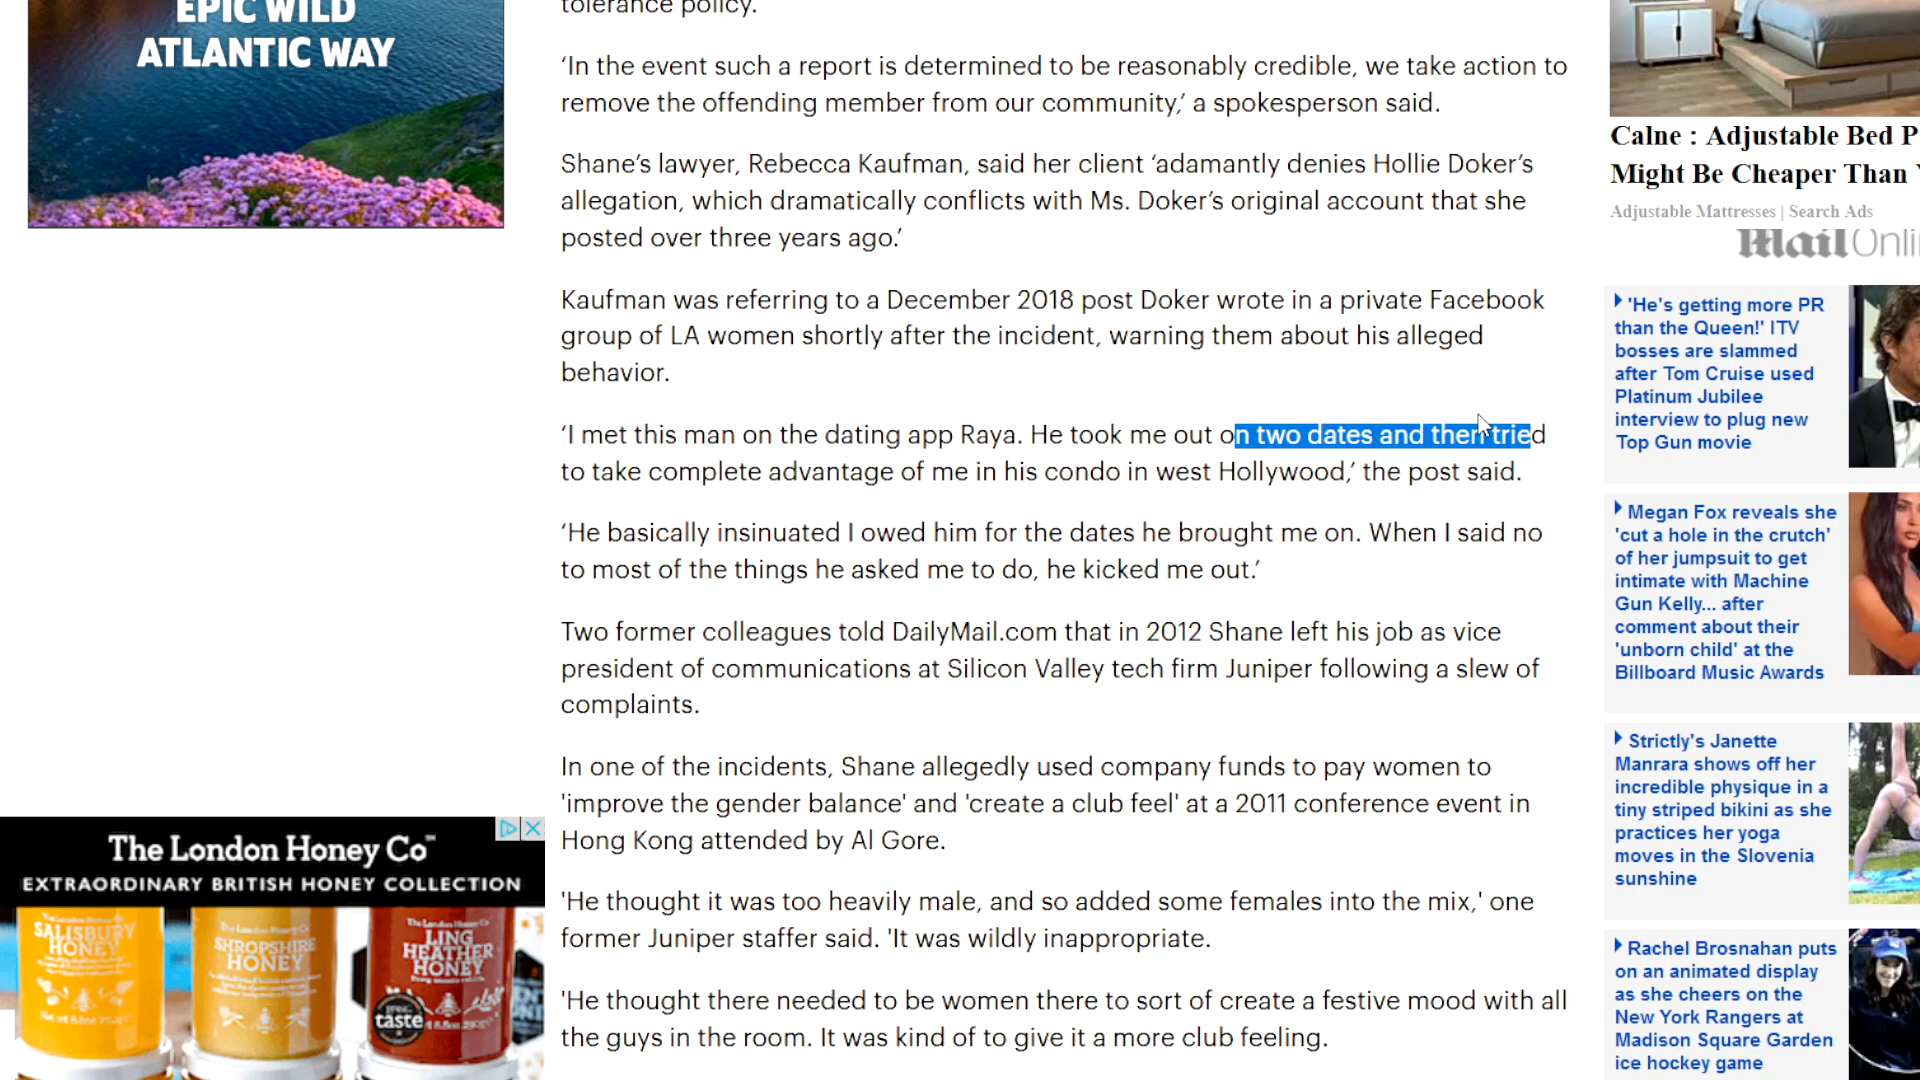 EPIC WILD
ATLANTIC WAY
tolerance policy.
‘In the event such a report is determined to be reasonably credible, we take action to
remove the offending member from our community,’ a spokesperson said.
Shane’s lawyer, Rebecca Kaufman, said her client ‘adamantly denies Hollie Doker’s
allegation, which dramatically conflicts with Ms. Doker’s original account that she
posted over three years ago.’
Kaufman was referring to a December 2018 post Doker wrote in a private Facebook
group of LA women shortly after the incident, warning them about his alleged
behavior.
‘I met this man on the dating app Raya. He took me out on two dates and then tried
to take complete advantage of me in his condo in west Hollywood,’ the post said.
‘He basically insinuated I owed him for the dates he brought me on. When I said no
to most of the things he asked me to do, he kicked me out.’
Two former colleagues told DailyMail.com that in 2012 Shane left his job as vice
president of communications at Silicon Valley tech firm Juniper following a slew of
complaints.
In one of the incidents, Shane allegedly used company funds to pay women to
'improve the gender balance' and 'create a club feel' at a 2011 conference event in
Hong Kong attended by Al Gore.
'He thought it was too heavily male, and so added some females into the mix,' one
former Juniper staffer said. 'It was wildly inappropriate.
'He thought there needed to be women there to sort of create a festive mood with all
the guys in the room. It was kind of to give it a more club feeling.
The London Honey Co™
EXTRAORDINARY BRITISH HONEY COLLECTION
The London Honey Co
SALISBURY
HONEY
The London Honey Co
SHROPSHIRE
HONEY
The London Honey Co
LING
HEATHER
HONEY
taste
Calne : Adjustable Bed P
Might Be Cheaper Than
Adjustable Mattresses | Search Ads
Mail Onli
'He's getting more PR
than the Queen!' ITV
bosses are slammed
after Tom Cruise used
Platinum Jubilee
interview to plug new
Top Gun movie
Megan Fox reveals she
'cut a hole in the crutch'
of her jumpsuit to get
intimate with Machine
Gun Kelly... after
comment about their
'unborn child' at the
Billboard Music Awards
Strictly's Janette
Manrara shows off her
incredible physique in a
tiny striped bikini as she
practices her yoga
moves in the Slovenia
sunshine
Rachel Brosnahan puts
on an animated display
as she cheers on the
New York Rangers at
Madison Square Garden
ice hockey game